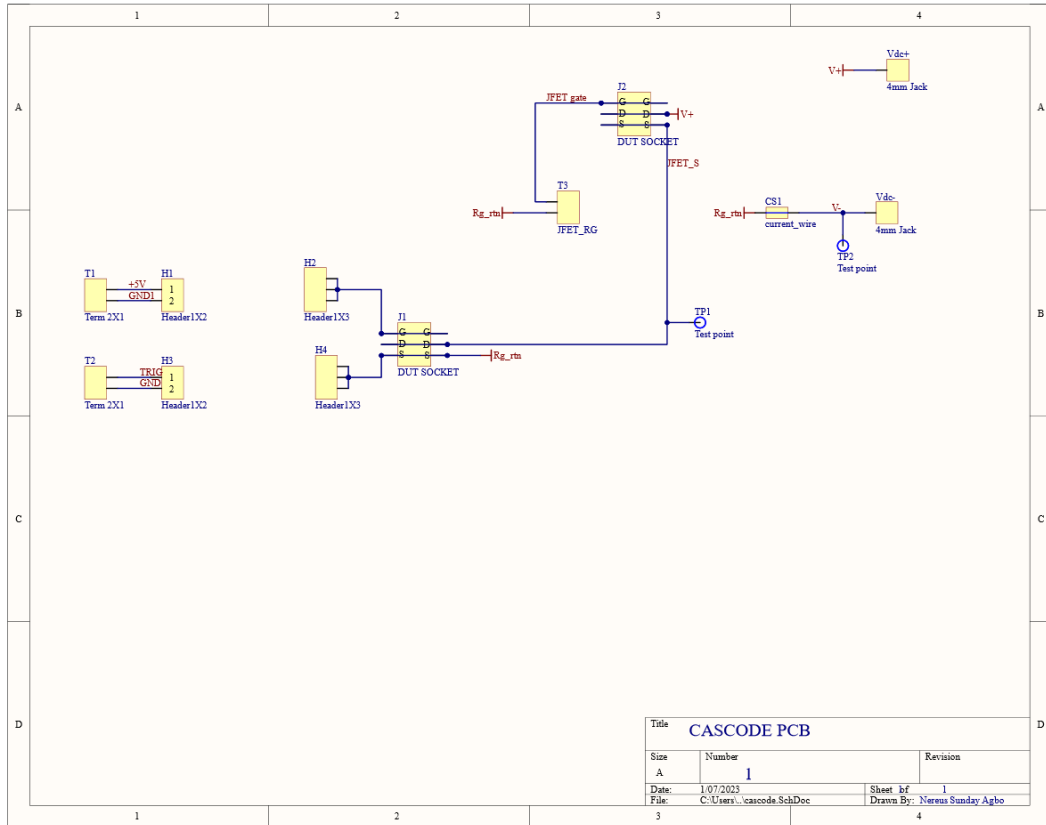 1 2 3 4
A A
Vdc+
V+
4mm Jack
J2
JFET gate
G G
D D
V+
S S
DUT SOCKET
JFET_S
T3
Rg_rtn
JFET_RG
CS1
Rg_rtn
current_wire
V-
Vdc-
4mm Jack
TP2
Test point
B B
T1 H1
+5V 1
GND1 2
Term 2X1 Header1X2
H2
Header1X3
TP1
Test point
J1
G G
D D
S S
Rg_rtn
DUT SOCKET
T2 H3
TRIG 1
GND 2
Term 2X1 Header1X2
H4
Header1X3
C C
D D
Title CASCODE PCB
Size Number Revision
A 1
Date: 1/07/2023 Sheet of 1
File: C:\Users\..\cascode.SchDoc Drawn By: Nereus Sunday Agbo
1 2 3 4